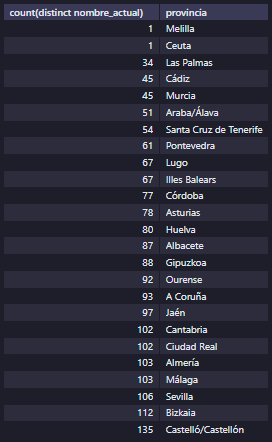 count(distinct nombre_actual) provincia
1 Melilla
1 Ceuta
34 Las Palmas
45 Cádiz
45 Murcia
51 Araba/Álava
54 Santa Cruz de Tenerife
61 Pontevedra
67 Lugo
67 Illes Balears
77 Córdoba
78 Asturias
80 Huelva
87 Albacete
88 Gipuzkoa
92 Ourense
93 A Coruña
97 Jaén
102 Cantabria
102 Ciudad Real
103 Almería
103 Málaga
106 Sevilla
112 Bizkaia
135 Castelló/Castellón